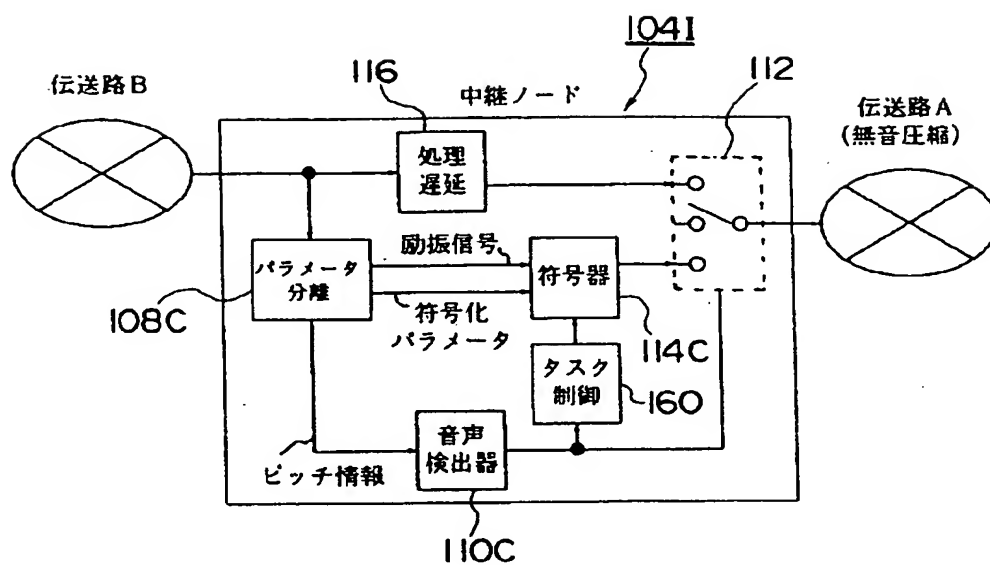 104I
伝送路B
116
中継ノード
112
伝送路A
(無音圧縮)
処理
遅延
励振信号
パラメータ
分離
符号器
108C
符号化
パラメータ
114C
タスク
制御
160
音声
検出器
ピッチ情報
110C